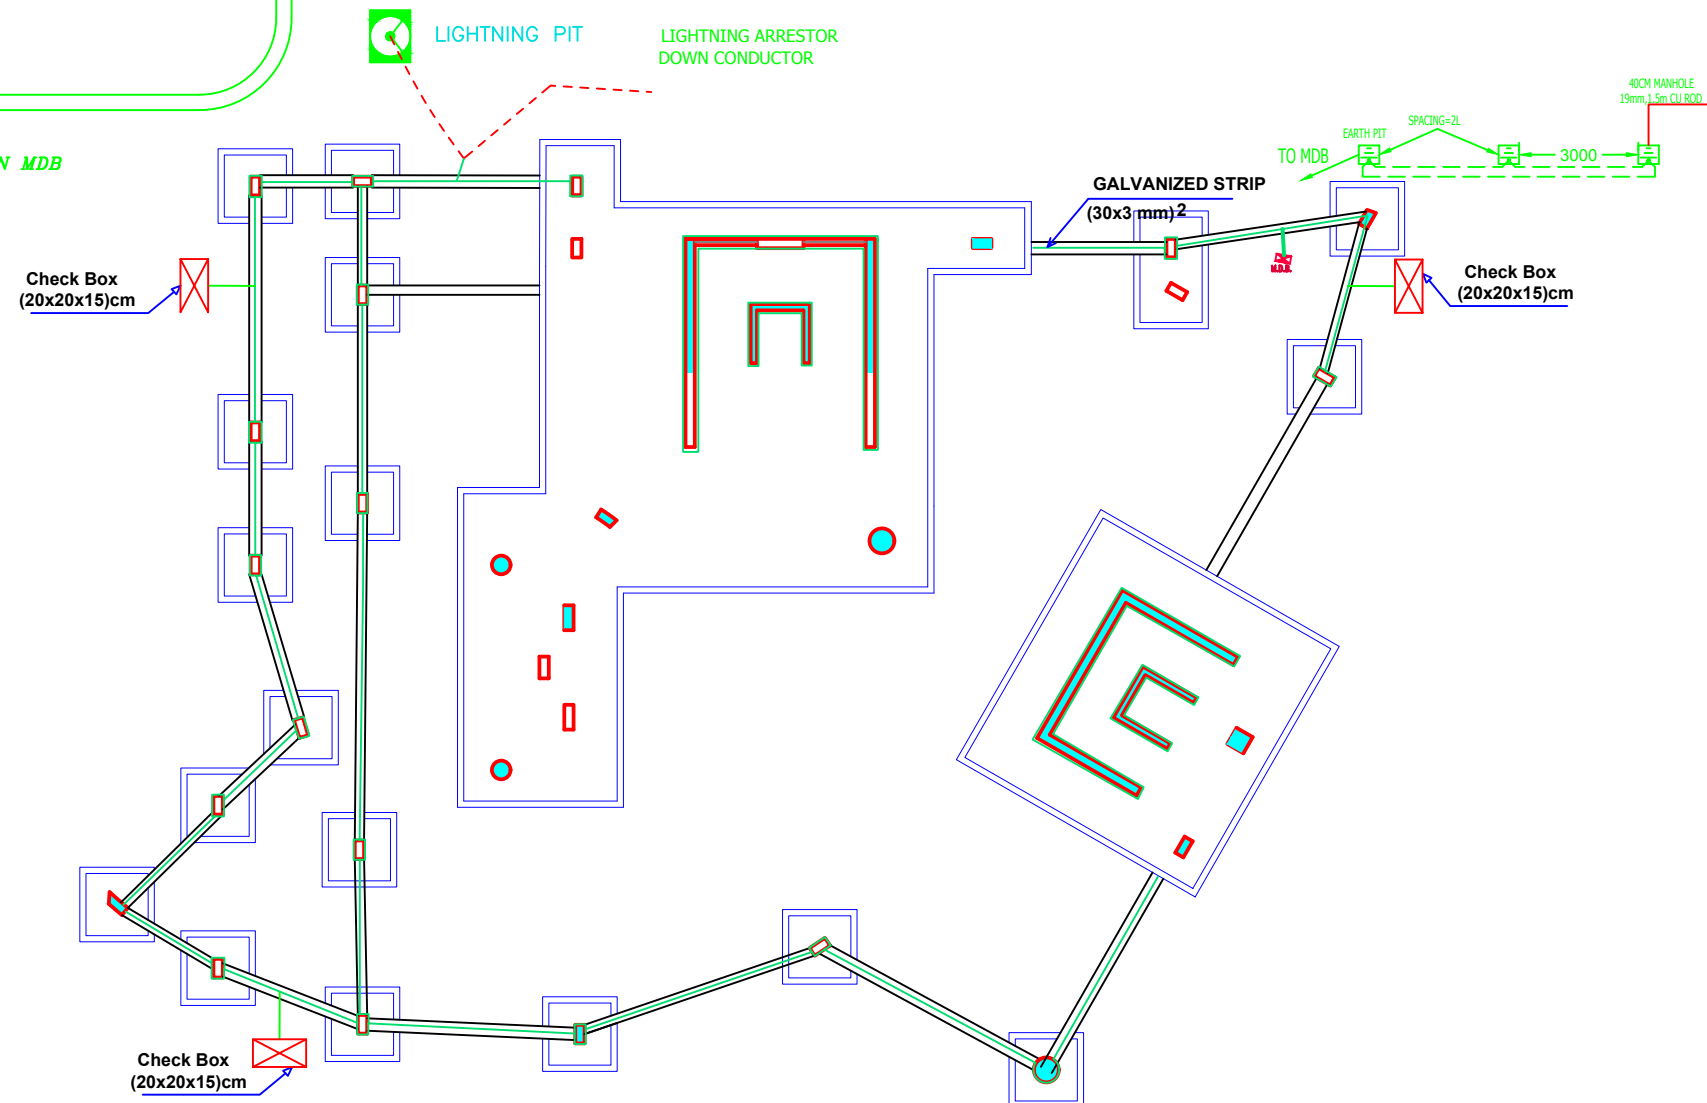 LIGHTNING PIT
LIGHTNING ARRESTOR
DOWN CONDUCTOR
40CM MANHOLE
19mm,1.5m CU ROD
SPACING=2L
EARTH PIT
TO MDB
3000
N MDB
GALVANIZED STRIP
(30x3 mm) 2
Check Box
(20x20x15)cm
M.D.B.
Check Box
(20x20x15)cm
Check Box
(20x20x15)cm